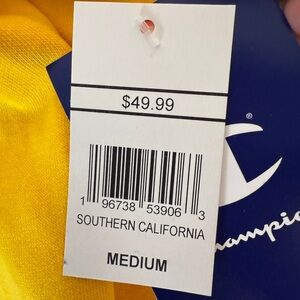 $49.99
1 96738 53906 3
SOUTHERN CALIFORNIA
MEDIUM
®